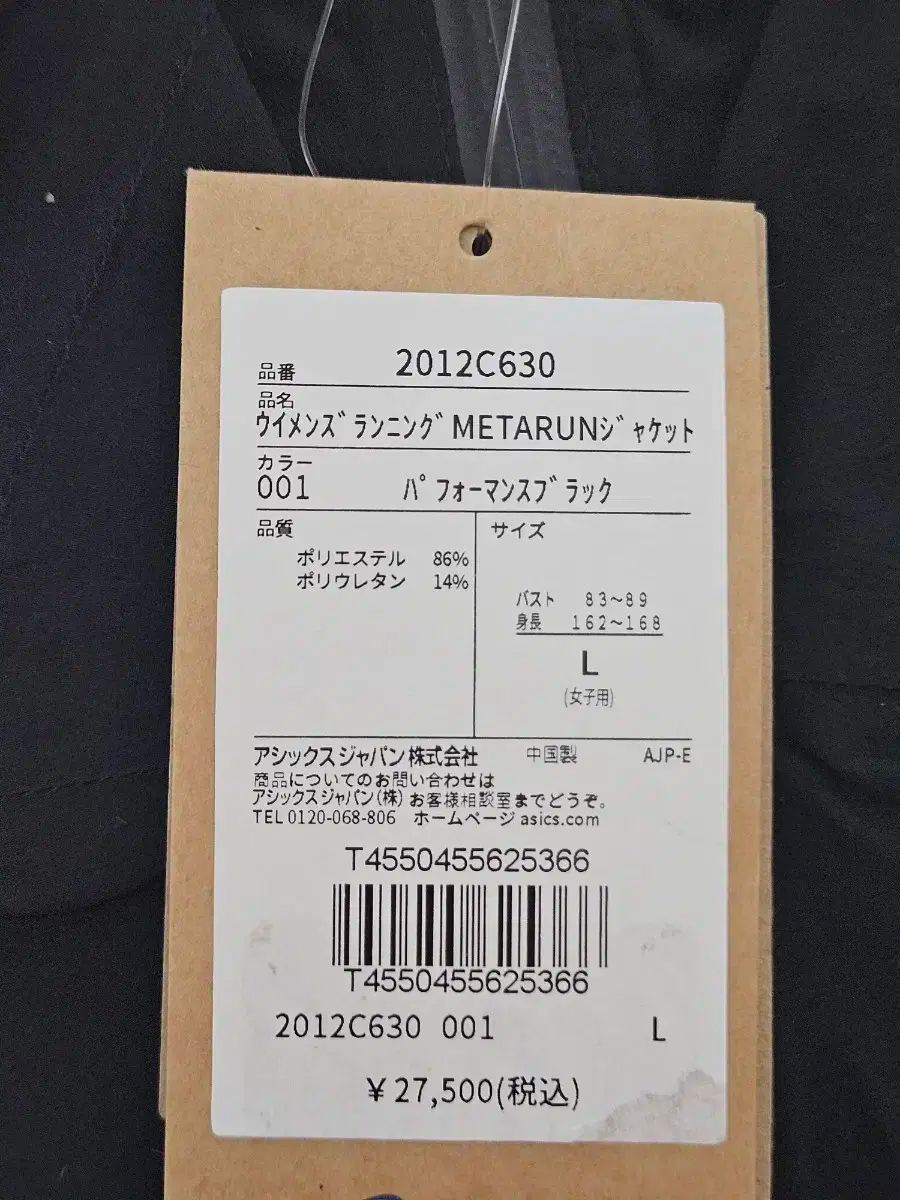 品番 2012C630
品名
ウイメンズランニングMETARUNジャケット
カラー
001 パフォーマンスブラック
品質
ポリエステル 86%
ポリウレタン 14%
サイズ
バスト 83~89
身長 162~168
L
(女子用)
アシックスジャパン株式会社 中国製 AJP-E
商品についてのお問い合わせは
アシックスジャパン(株)お客様相談室までどうぞ。
TEL 0120-068-806 ホームページ asics.com
T4550455625366
T4550455625366
2012C630 001 L
¥27,500(税込)